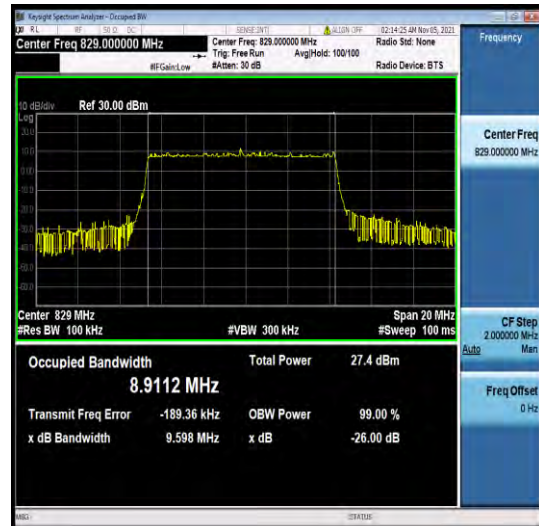 Keysight Spectrum Analyzer - Occupied BW
RL RF 50 Ω DC SENSE:INT ALIGN OFF 02:14:25 AM Nov 05, 2021
Center Freq 829.000000 MHz
Center Freq: 829.000000 MHz
Radio Std: None
Trig: Free Run Avg|Hold: 100/100
#IFGain:Low
#Atten: 30 dB
Radio Device: BTS
Frequency
10 dB/div Ref 30.00 dBm
Log
Center Freq
829.000000 MHz
Center 829 MHz
Span 20 MHz
#Res BW 100 kHz
#VBW 300 kHz
#Sweep 100 ms
CF Step
2.000000 MHz
Auto Man
Occupied Bandwidth
8.9112 MHz
Total Power 27.4 dBm
Transmit Freq Error -189.36 kHz
OBW Power 99.00 %
x dB Bandwidth 9.598 MHz
x dB -26.00 dB
Freq Offset
0 Hz
MSG
STATUS